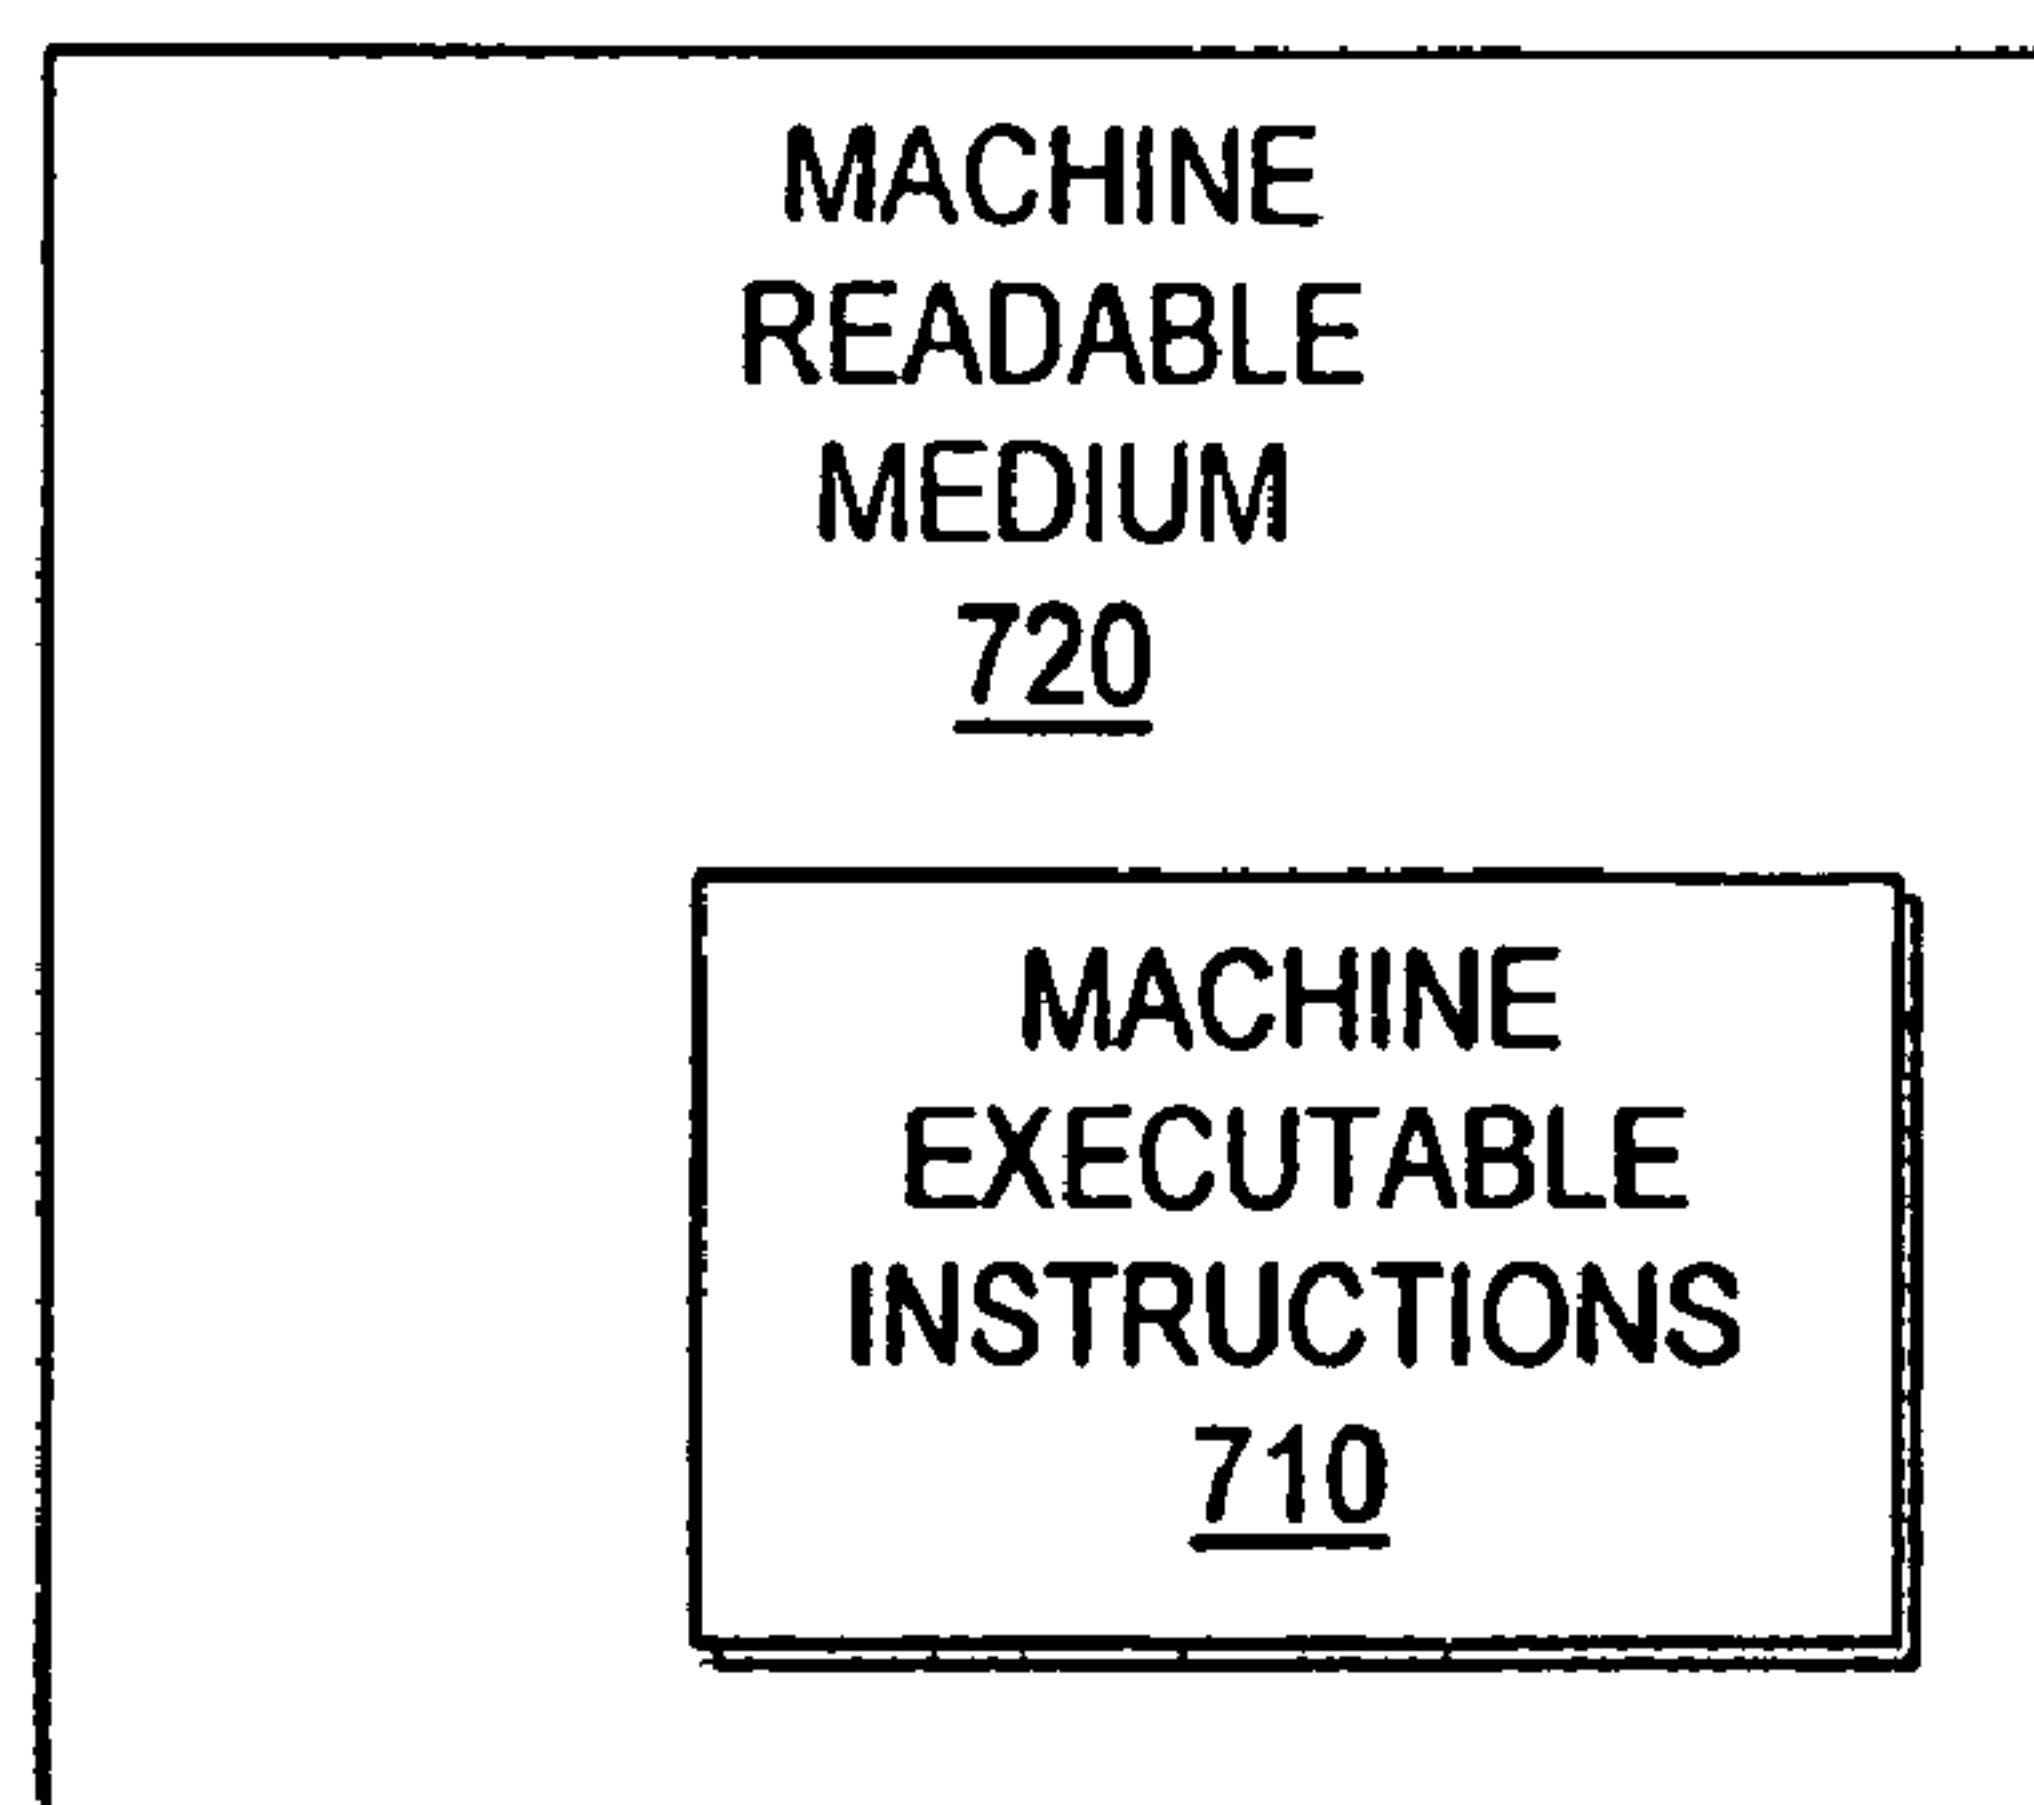 MACHINE
READABLE
MEDIUM
720
MACHINE
EXECUTABLE
INSTRUCTIONS
710